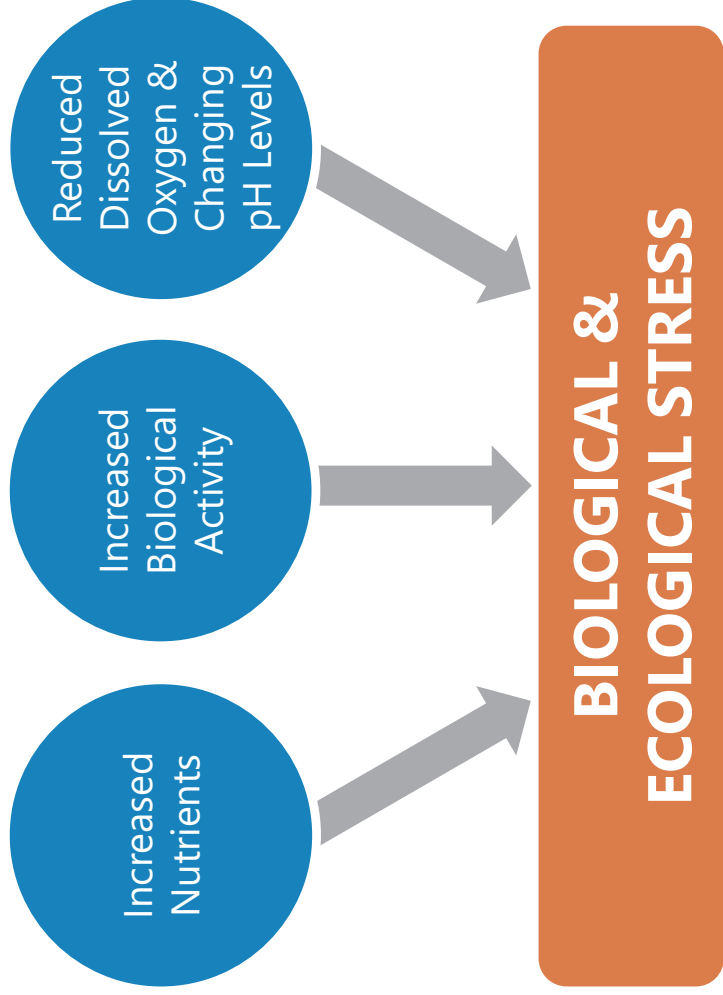 Increased
Nutrients
Increased
Biological
Activity
Reduced
Dissolved
Oxygen &
Changing
pH Levels
BIOLOGICAL &
ECOLOGICAL STRESS